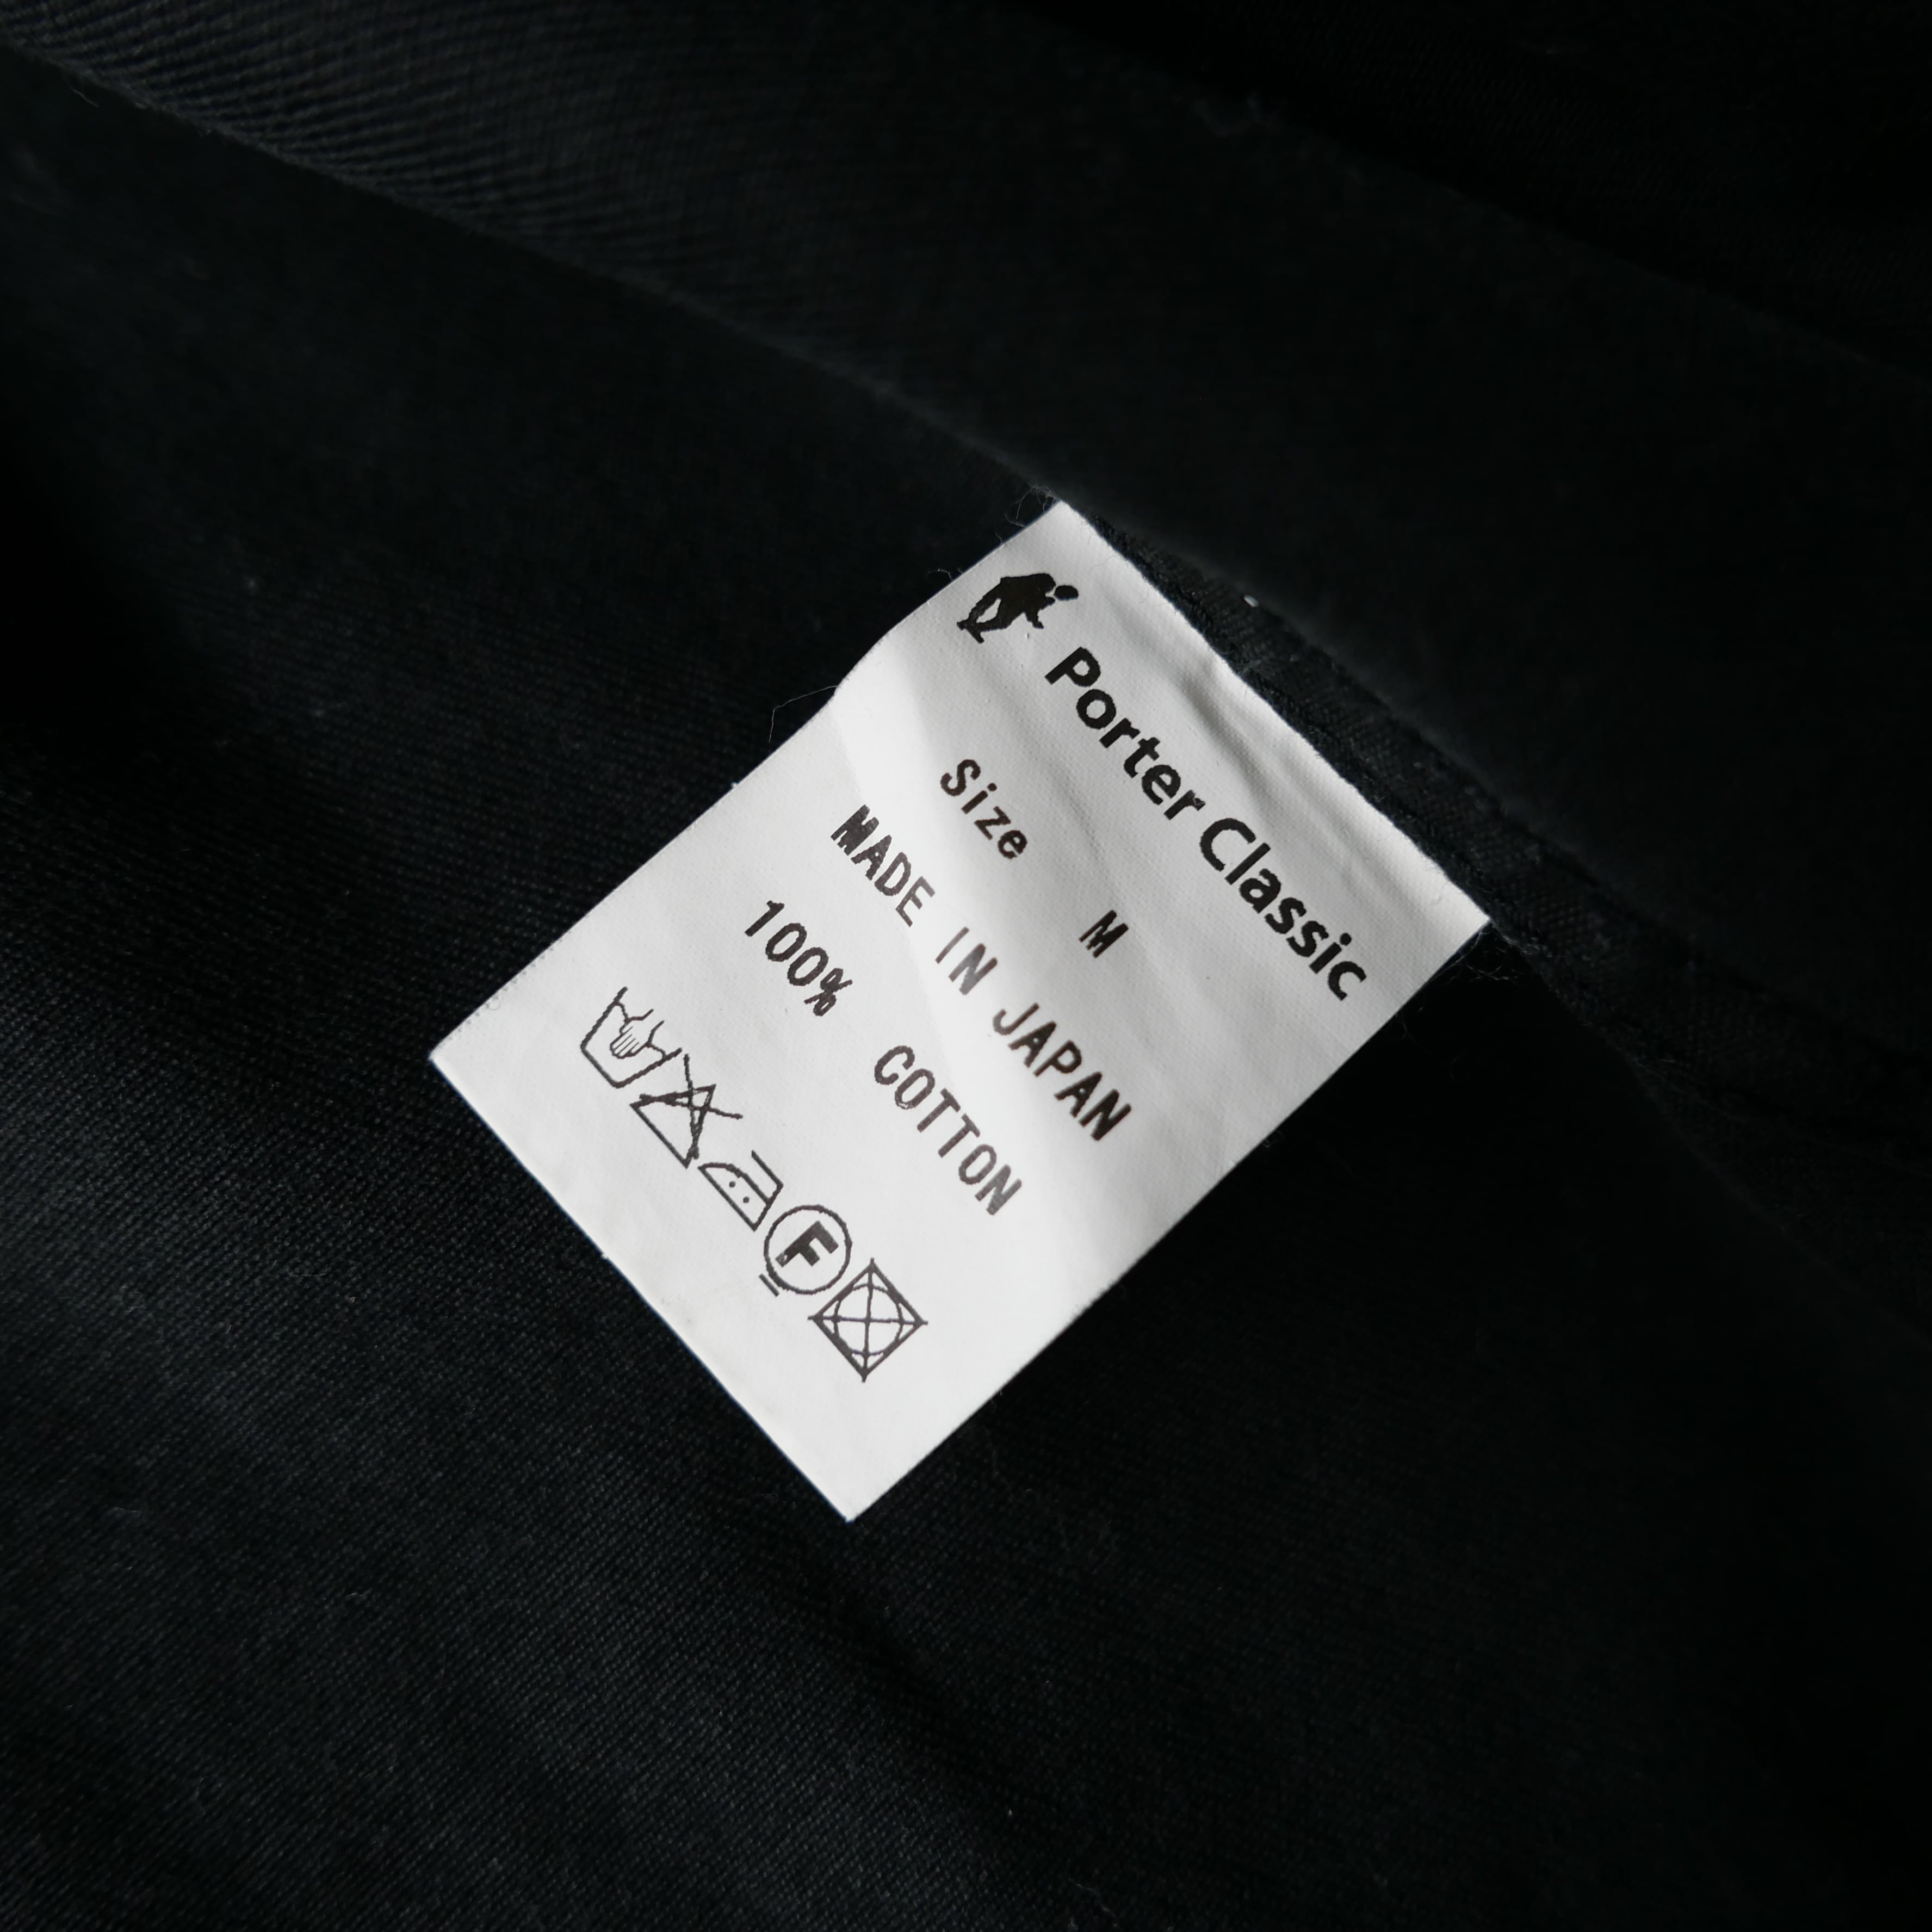 Porter Classic
Size M
MADE IN JAPAN
100% COTTON
F